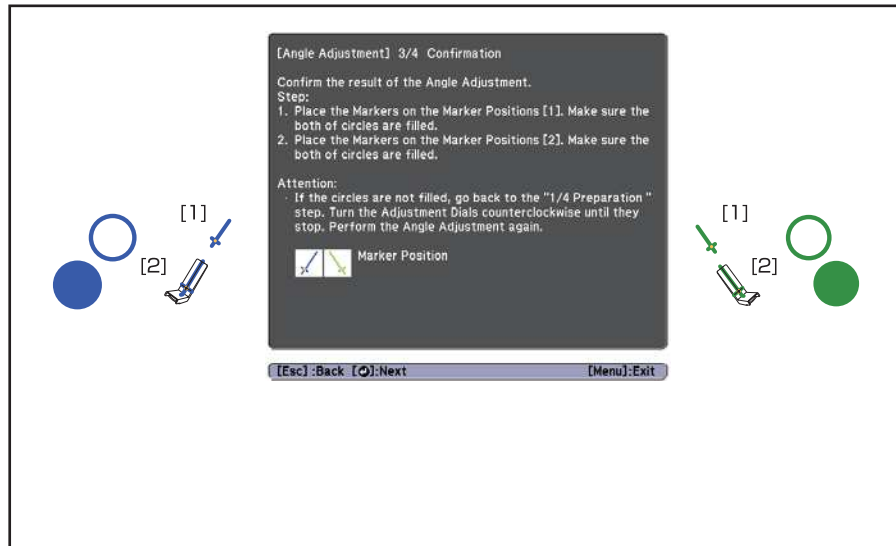 [Angle Adjustment] 3/4 Confirmation
Confirm the result of the Angle Adjustment.
Step:
1. Place the Markers on the Marker Positions [1]. Make sure the
both of circles are filled.
2. Place the Markers on the Marker Positions [2]. Make sure the
both of circles are filled.
Attention:
· If the circles are not filled, go back to the "1/4 Preparation "
step. Turn the Adjustment Dials counterclockwise until they
stop. Perform the Angle Adjustment again.
[1]
[1]
[2]
[2]
Marker Position
[Esc] :Back [⏎]:Next [Menu]:Exit